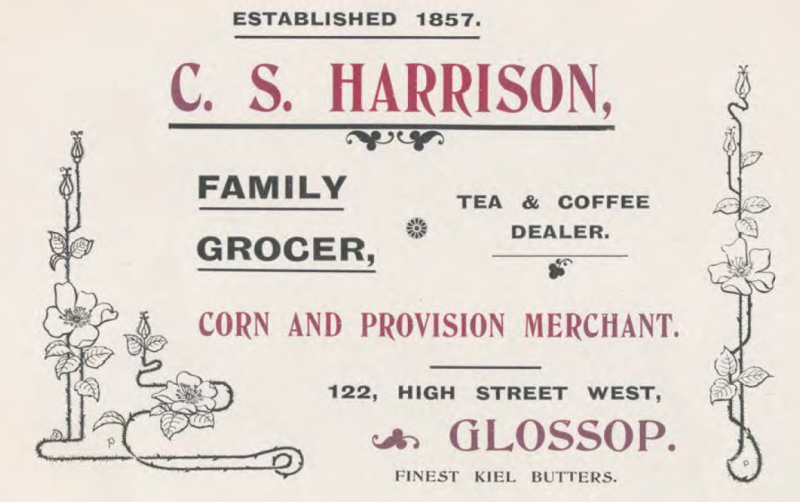 ESTABLISHED 1857.
C. S. HARRISON,
FAMILY
GROCER,
TEA & COFFEE
DEALER.
CORN AND PROVISION MERCHANT.
122, HIGH STREET WEST,
GLOSSOP.
FINEST KIEL BUTTERS.